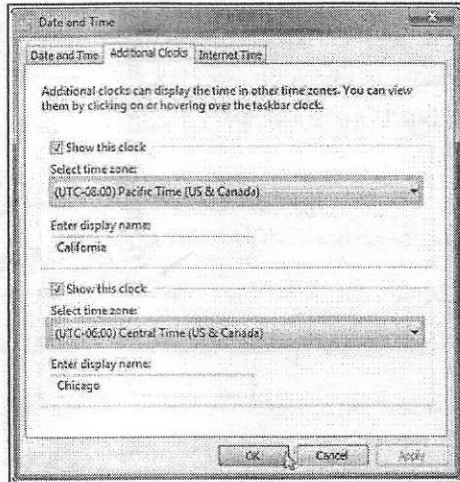 Date and Time
Date and Time Additional Clocks Internet Time
Additional clocks can display the time in other time zones. You can view
them by clicking on or hovering over the taskbar clock.
Show this clock
Select time zone:
(UTC-08:00) Pacific Time (US & Canada)
Enter display name:
California
Show this clock
Select time zone:
(UTC-06:00) Central Time (US & Canada)
Enter display name:
Chicago
OK Cancel Apply